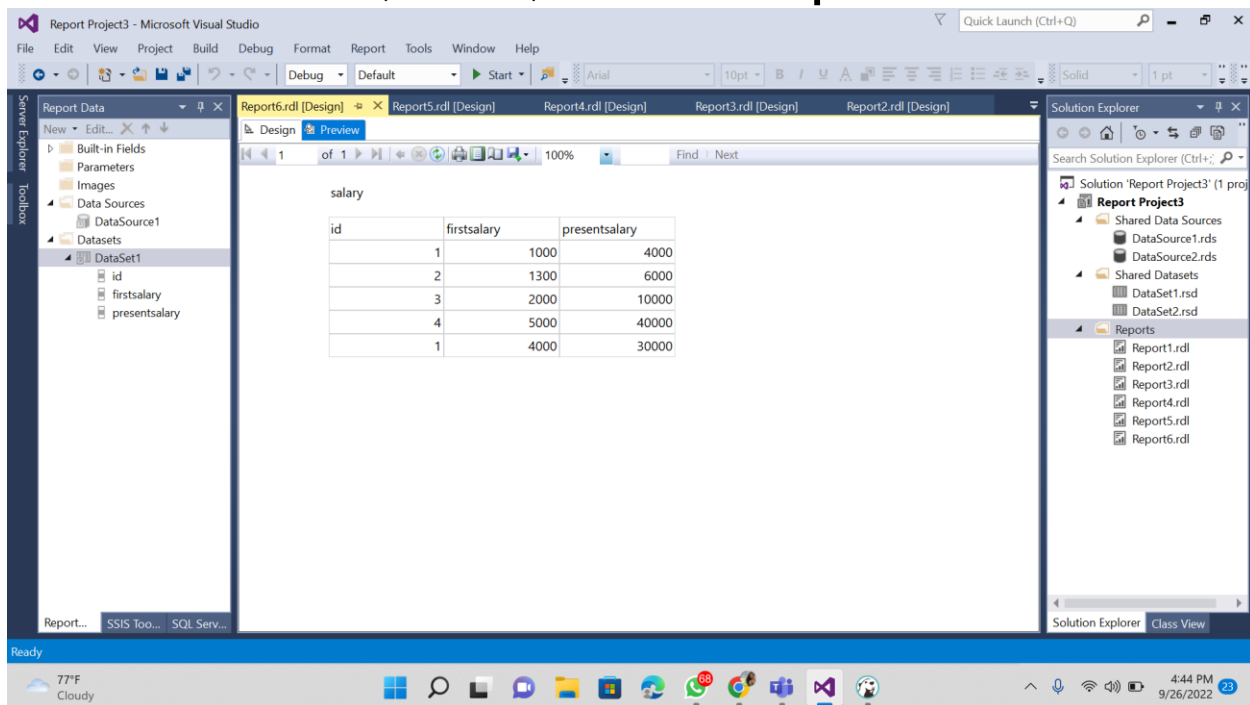 Report Project3 - Microsoft Visual Studio
Quick Launch (Ctrl+Q)
File Edit View Project Build Debug Format Report Tools Window Help
Debug Default Start Arial 10pt B I U A Solid 1 pt
Server Explorer
Toolbox
Report Data
New Edit...
Built-in Fields
Parameters
Images
Data Sources
DataSource1
Datasets
DataSet1
id
firstsalary
presentsalary
Report... SSIS Too... SQL Serv...
Report6.rdl [Design] Report5.rdl [Design] Report4.rdl [Design] Report3.rdl [Design] Report2.rdl [Design]
Design Preview
1 of 1 100% Find Next
salary
id firstsalary presentsalary
1 1000 4000
2 1300 6000
3 2000 10000
4 5000 40000
1 4000 30000
Solution Explorer
Search Solution Explorer (Ctrl+;)
Solution 'Report Project3' (1 proj
Report Project3
Shared Data Sources
DataSource1.rds
DataSource2.rds
Shared Datasets
DataSet1.rsd
DataSet2.rsd
Reports
Report1.rdl
Report2.rdl
Report3.rdl
Report4.rdl
Report5.rdl
Report6.rdl
Solution Explorer Class View
Ready
77°F
Cloudy
68
4:44 PM
9/26/2022
23